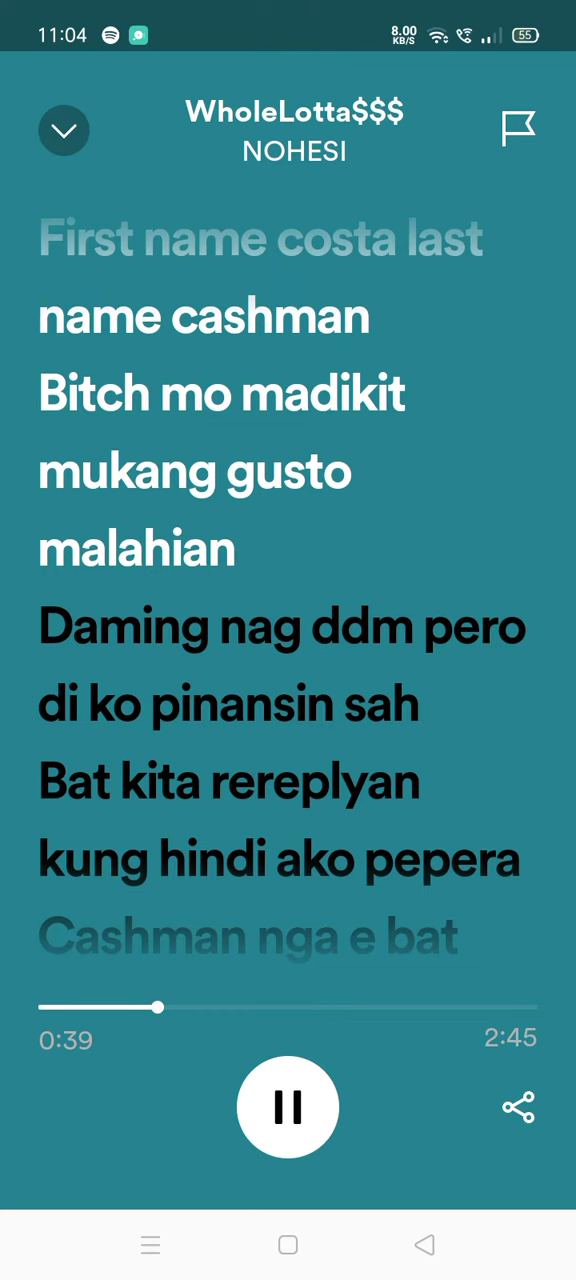 11:04
8.00
KB/S
55
WholeLotta$$$
NOHESI
First name costa last
name cashman
Bitch mo madikit
mukang gusto
malahian
Daming nag ddm pero
di ko pinansin sah
Bat kita rereplyan
kung hindi ako pepera
Cashman nga e bat
0:39
2:45